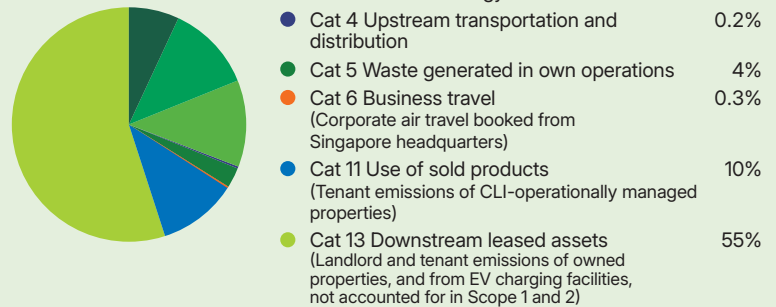 Cat 4 Upstream transportation and 0.2%
distribution
Cat 5 Waste generated in own operations 4%
Cat 6 Business travel 0.3%
(Corporate air travel booked from
Singapore headquarters)
Cat 11 Use of sold products 10%
(Tenant emissions of CLI-operationally managed
properties)
Cat 13 Downstream leased assets 55%
(Landlord and tenant emissions of owned
properties, and from EV charging facilities,
not accounted for in Scope 1 and 2)